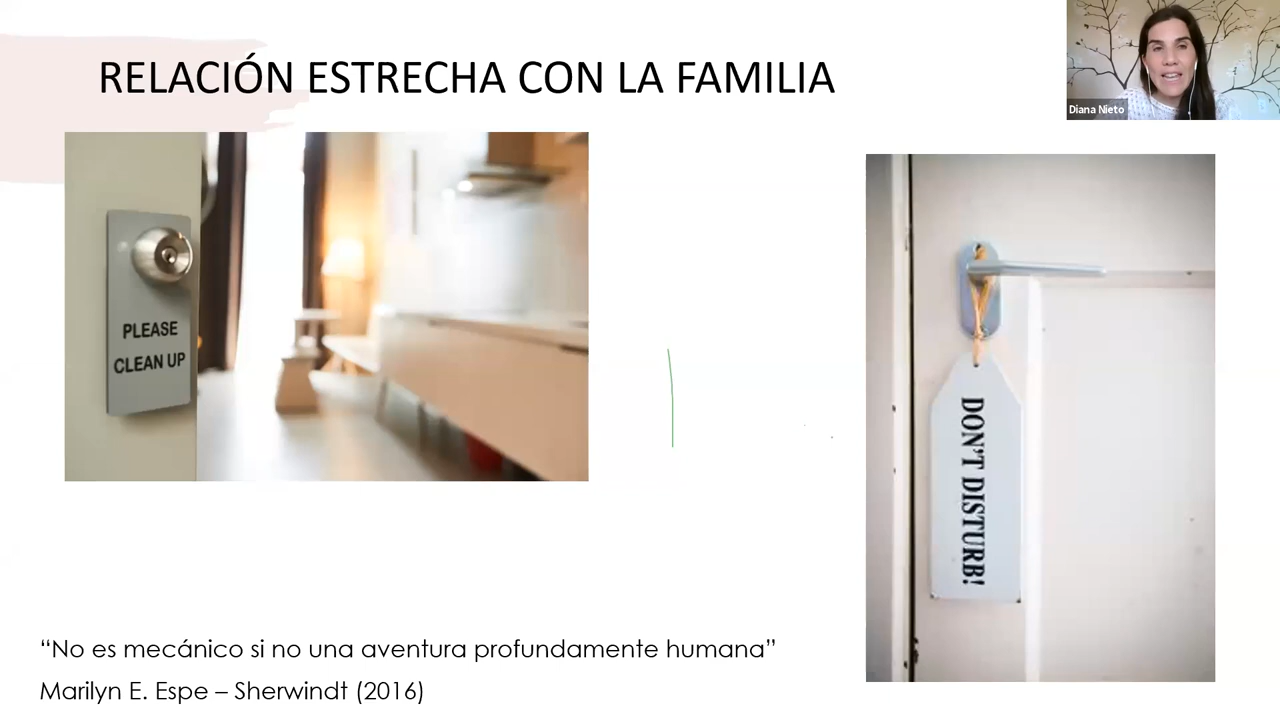 RELACIÓN ESTRECHA CON LA FAMILIA
Diana Nieto
PLEASE
CLEAN UP
DON'T DISTURB!
“No es mecánico si no una aventura profundamente humana”
Marilyn E. Espe – Sherwindt (2016)